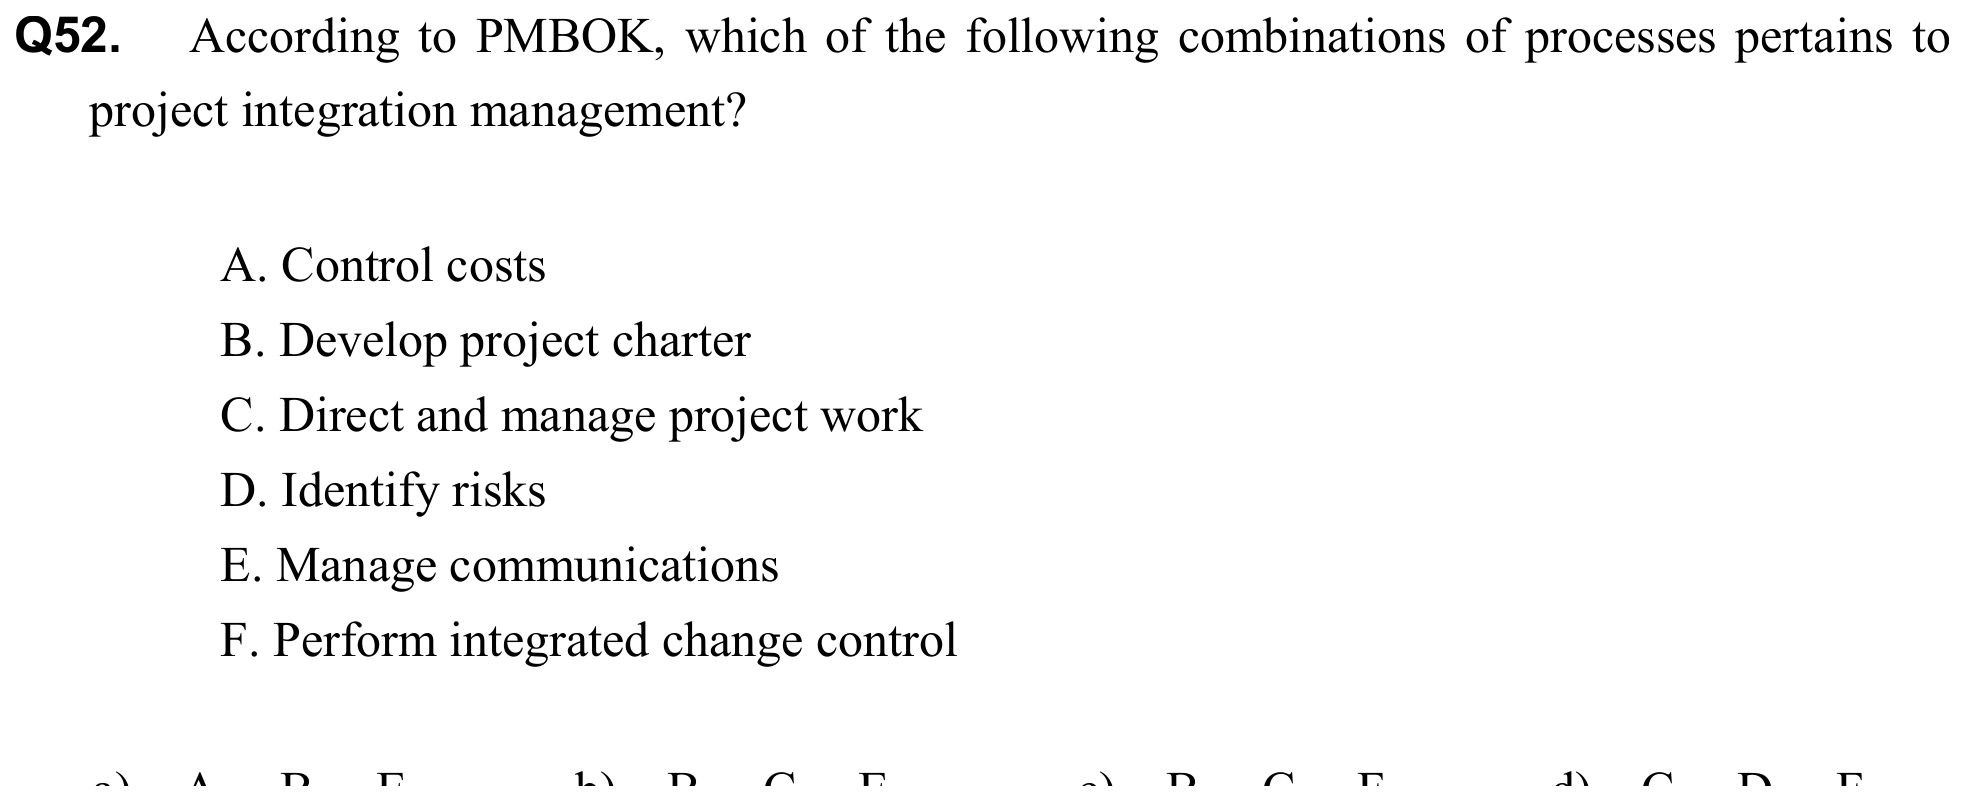 Q52. According to PMBOK, which of the following combinations of processes pertains to
project integration management?
A. Control costs
B. Develop project charter
C. Direct and manage project work
D. Identify risks
E. Manage communications
F. Perform integrated change control